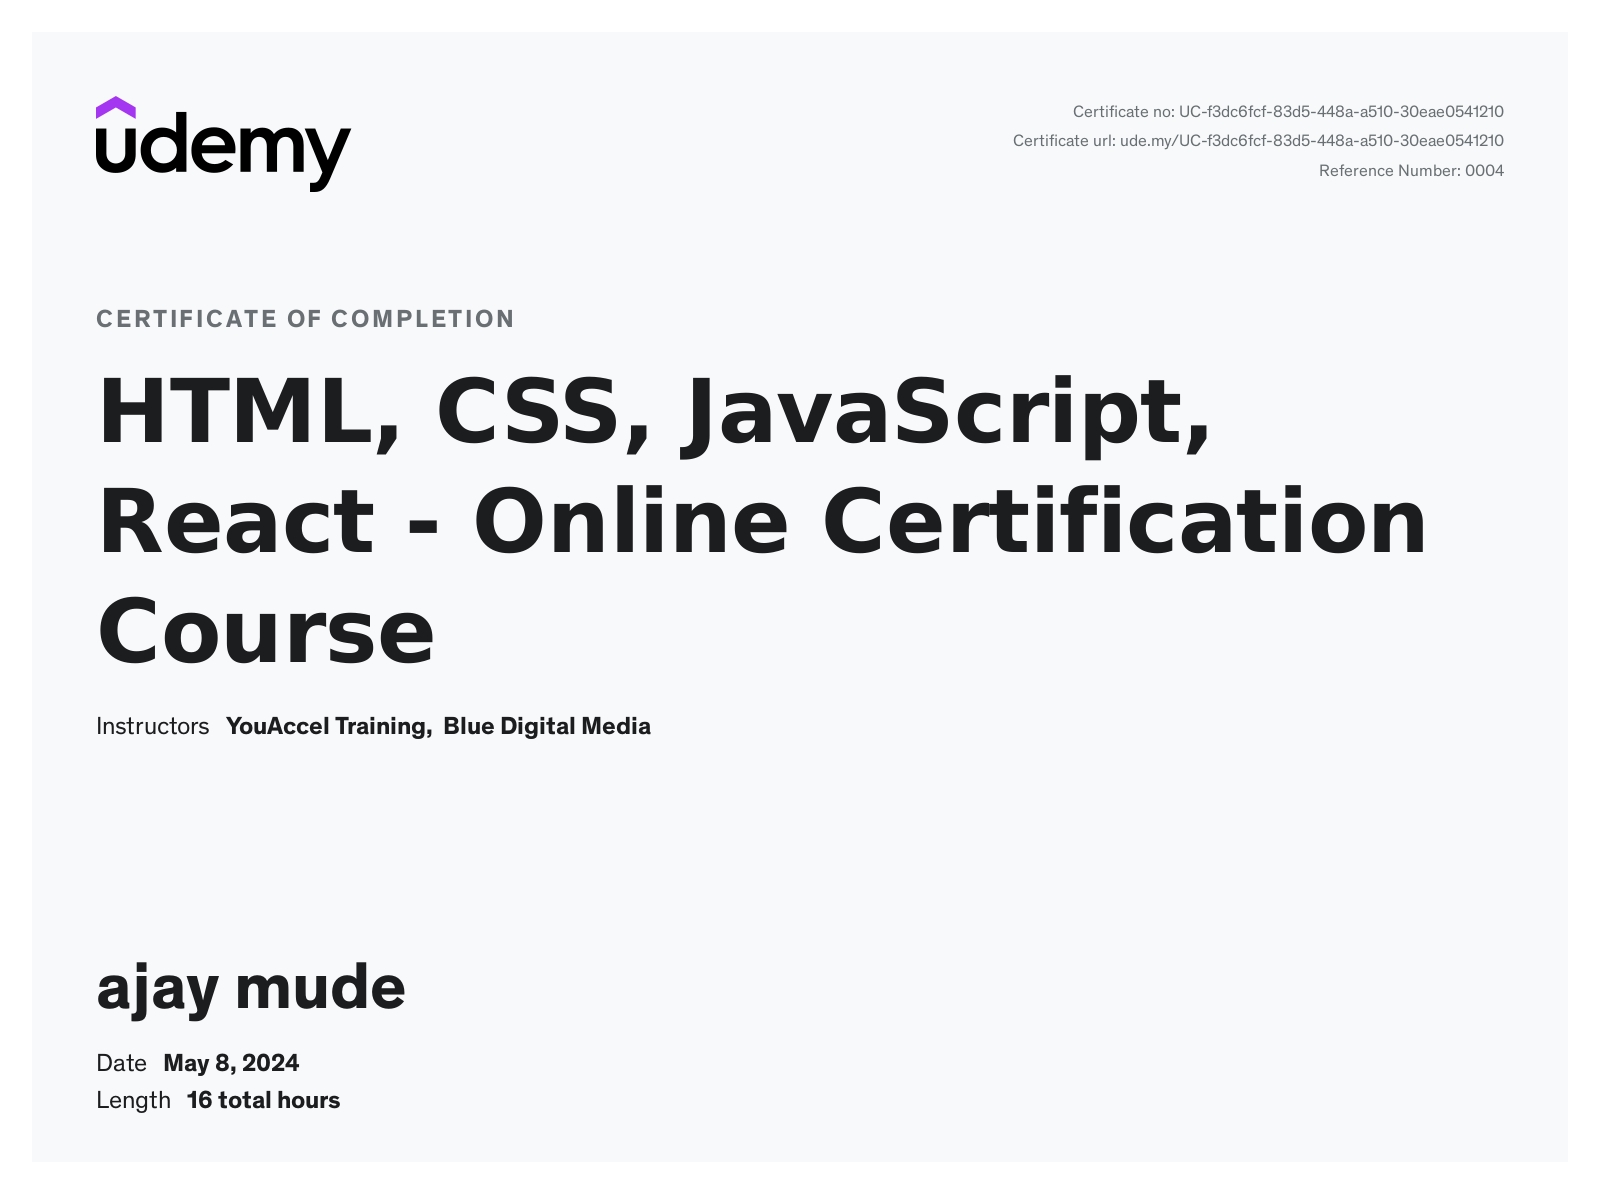 udemy
Certificate no: UC-f3dc6fcf-83d5-448a-a510-30eae0541210
Certificate url: ude.my/UC-f3dc6fcf-83d5-448a-a510-30eae0541210
Reference Number: 0004
CERTIFICATE OF COMPLETION
HTML, CSS, JavaScript,
React - Online Certification
Course
Instructors YouAccel Training, Blue Digital Media
ajay mude
Date May 8, 2024
Length 16 total hours